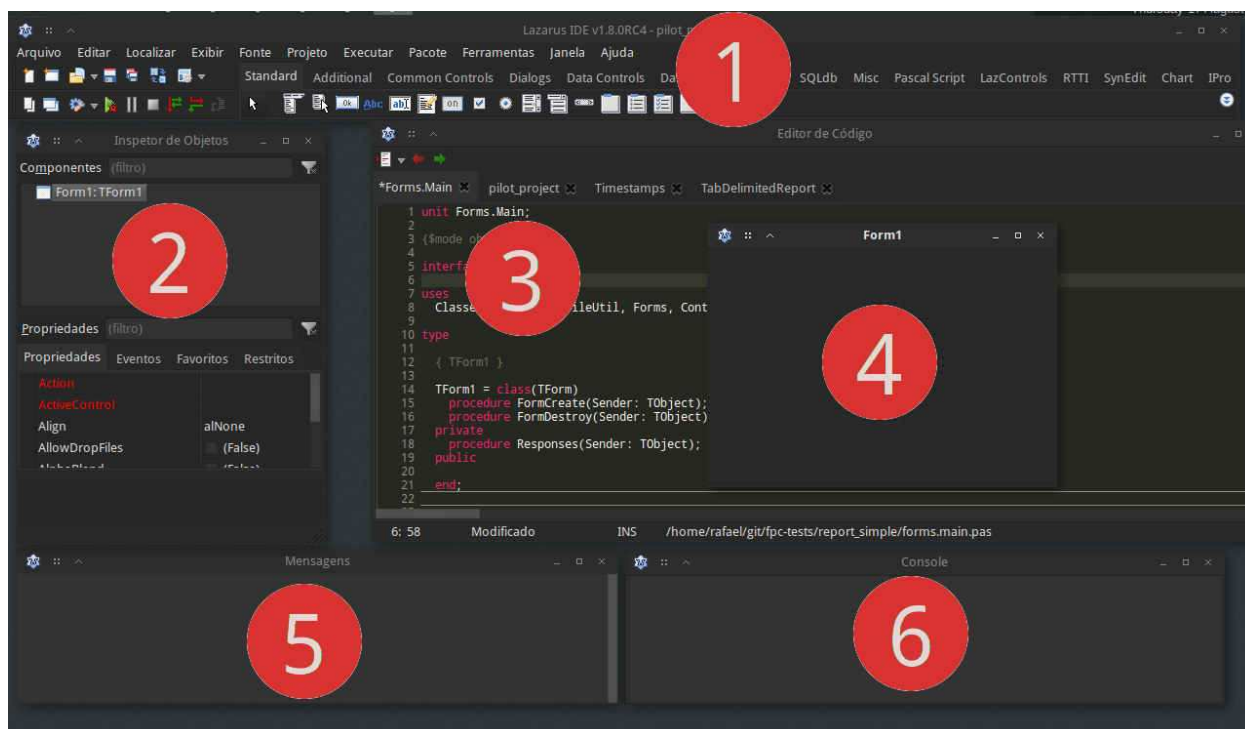 Lazarus IDE v1.8.0RC4 - pilot_p
Arquivo Editar Localizar Exibir Fonte Projeto Executar Pacote Ferramentas Janela Ajuda
Standard Additional Common Controls Dialogs Data Controls SQLdb Misc Pascal Script LazControls RTTI SynEdit Chart IPro
Ok Abc abI on
1
Inspetor de Objetos
Componentes (filtro)
Form1: TForm1
2
Propriedades (filtro)
Propriedades Eventos Favoritos Restritos
Action
ActiveControl
Align alNone
AllowDropFiles (False)
Editor de Código
*Forms.Main pilot_project Timestamps TabDelimitedReport
1 unit Forms.Main;
2
3 {$mode ob
4
5 interf
6
7 uses
8 Classe ileUtil, Forms, Cont
9
10 type
11
12 { TForm1 }
13
14 TForm1 = class(TForm)
15 procedure FormCreate(Sender: TObject);
16 procedure FormDestroy(Sender: TObject)
17 private
18 procedure Responses(Sender: TObject);
19 public
20
21 end;
22
3
Form1
4
6: 58 Modificado INS /home/rafael/git/fpc-tests/report_simple/forms.main.pas
Mensagens
5
Console
6